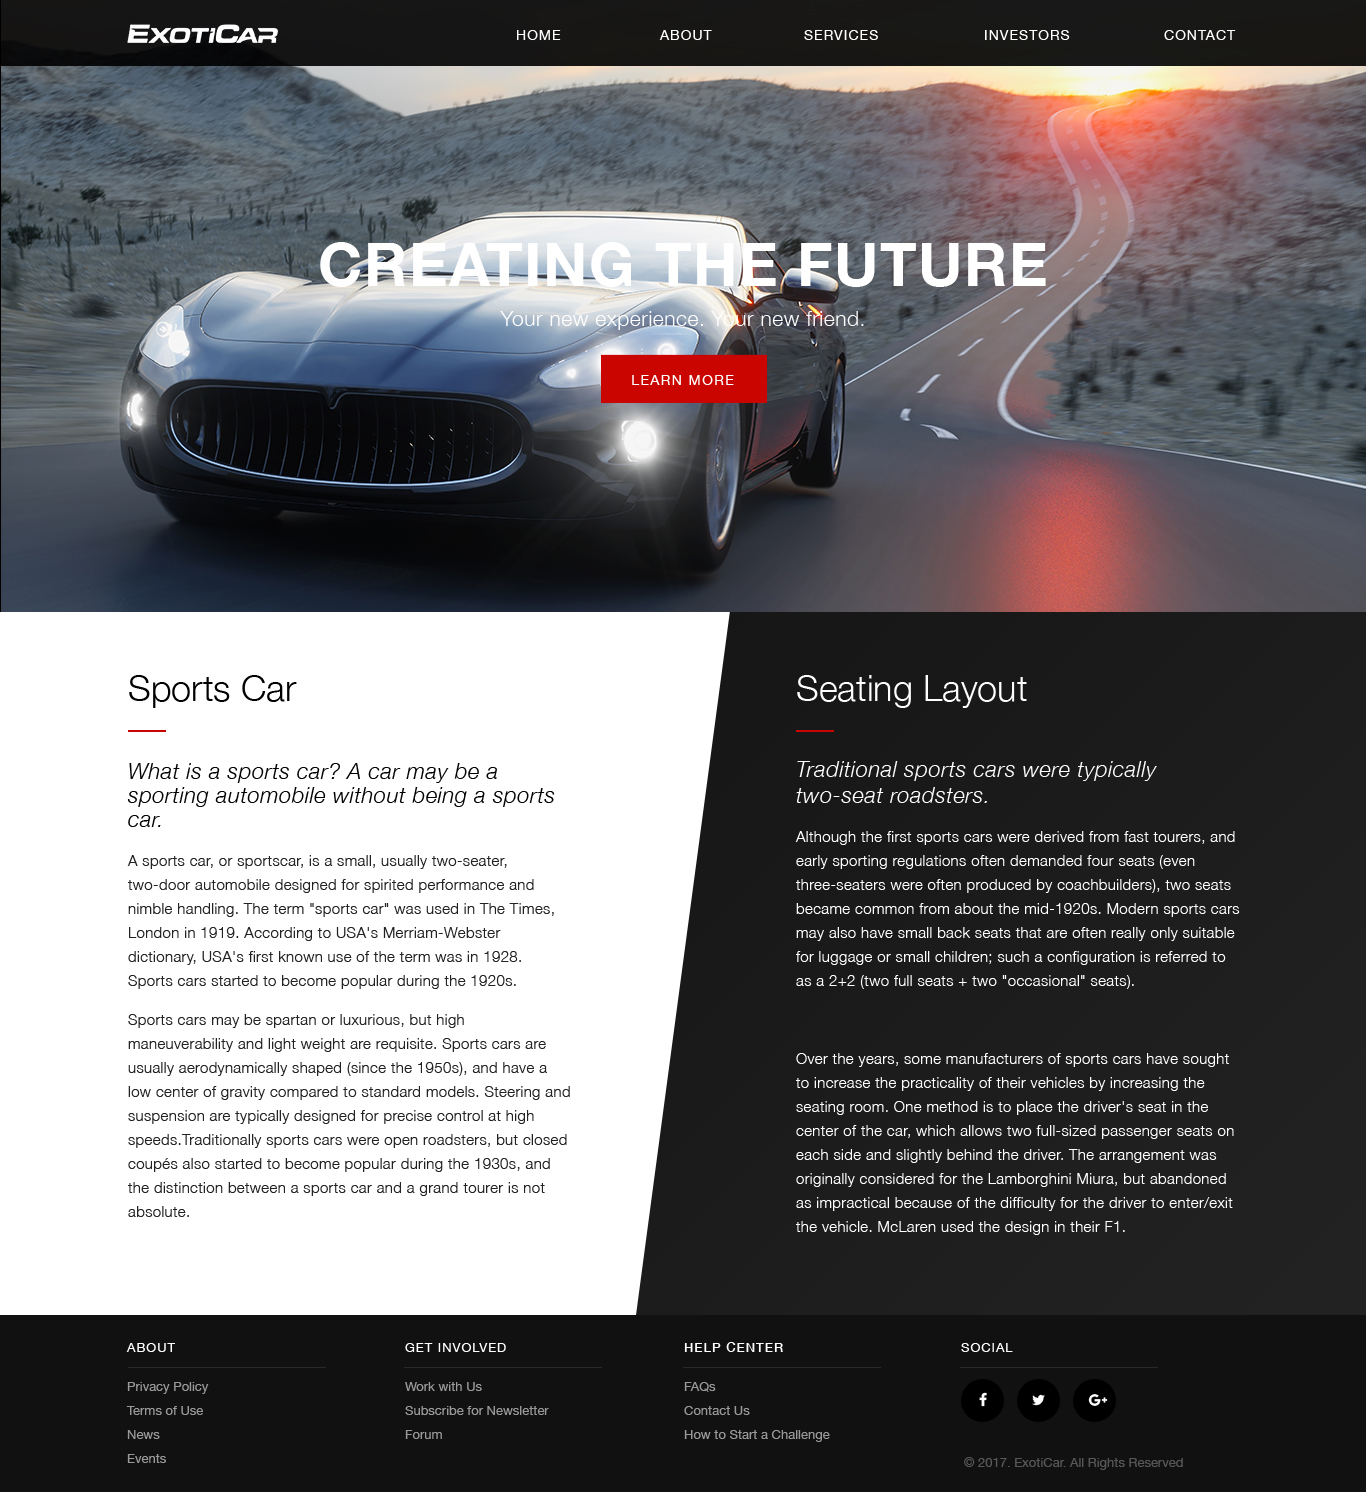 EXOTICAR
HOME ABOUT SERVICES INVESTORS CONTACT
CREATING THE FUTURE
Your new experience. Your new friend.
LEARN MORE
Sports Car
What is a sports car? A car may be a
sporting automobile without being a sports
car.
A sports car, or sportscar, is a small, usually two-seater,
two-door automobile designed for spirited performance and
nimble handling. The term "sports car" was used in The Times,
London in 1919. According to USA's Merriam-Webster
dictionary, USA's first known use of the term was in 1928.
Sports cars started to become popular during the 1920s.
Sports cars may be spartan or luxurious, but high
maneuverability and light weight are requisite. Sports cars are
usually aerodynamically shaped (since the 1950s), and have a
low center of gravity compared to standard models. Steering and
suspension are typically designed for precise control at high
speeds.Traditionally sports cars were open roadsters, but closed
coupés also started to become popular during the 1930s, and
the distinction between a sports car and a grand tourer is not
absolute.
Seating Layout
Traditional sports cars were typically
two-seat roadsters.
Although the first sports cars were derived from fast tourers, and
early sporting regulations often demanded four seats (even
three-seaters were often produced by coachbuilders), two seats
became common from about the mid-1920s. Modern sports cars
may also have small back seats that are often really only suitable
for luggage or small children; such a configuration is referred to
as a 2+2 (two full seats + two "occasional" seats).
Over the years, some manufacturers of sports cars have sought
to increase the practicality of their vehicles by increasing the
seating room. One method is to place the driver's seat in the
center of the car, which allows two full-sized passenger seats on
each side and slightly behind the driver. The arrangement was
originally considered for the Lamborghini Miura, but abandoned
as impractical because of the difficulty for the driver to enter/exit
the vehicle. McLaren used the design in their F1.
ABOUT
Privacy Policy
Terms of Use
News
Events
GET INVOLVED
Work with Us
Subscribe for Newsletter
Forum
HELP CENTER
FAQs
Contact Us
How to Start a Challenge
SOCIAL
© 2017. ExotiCar. All Rights Reserved